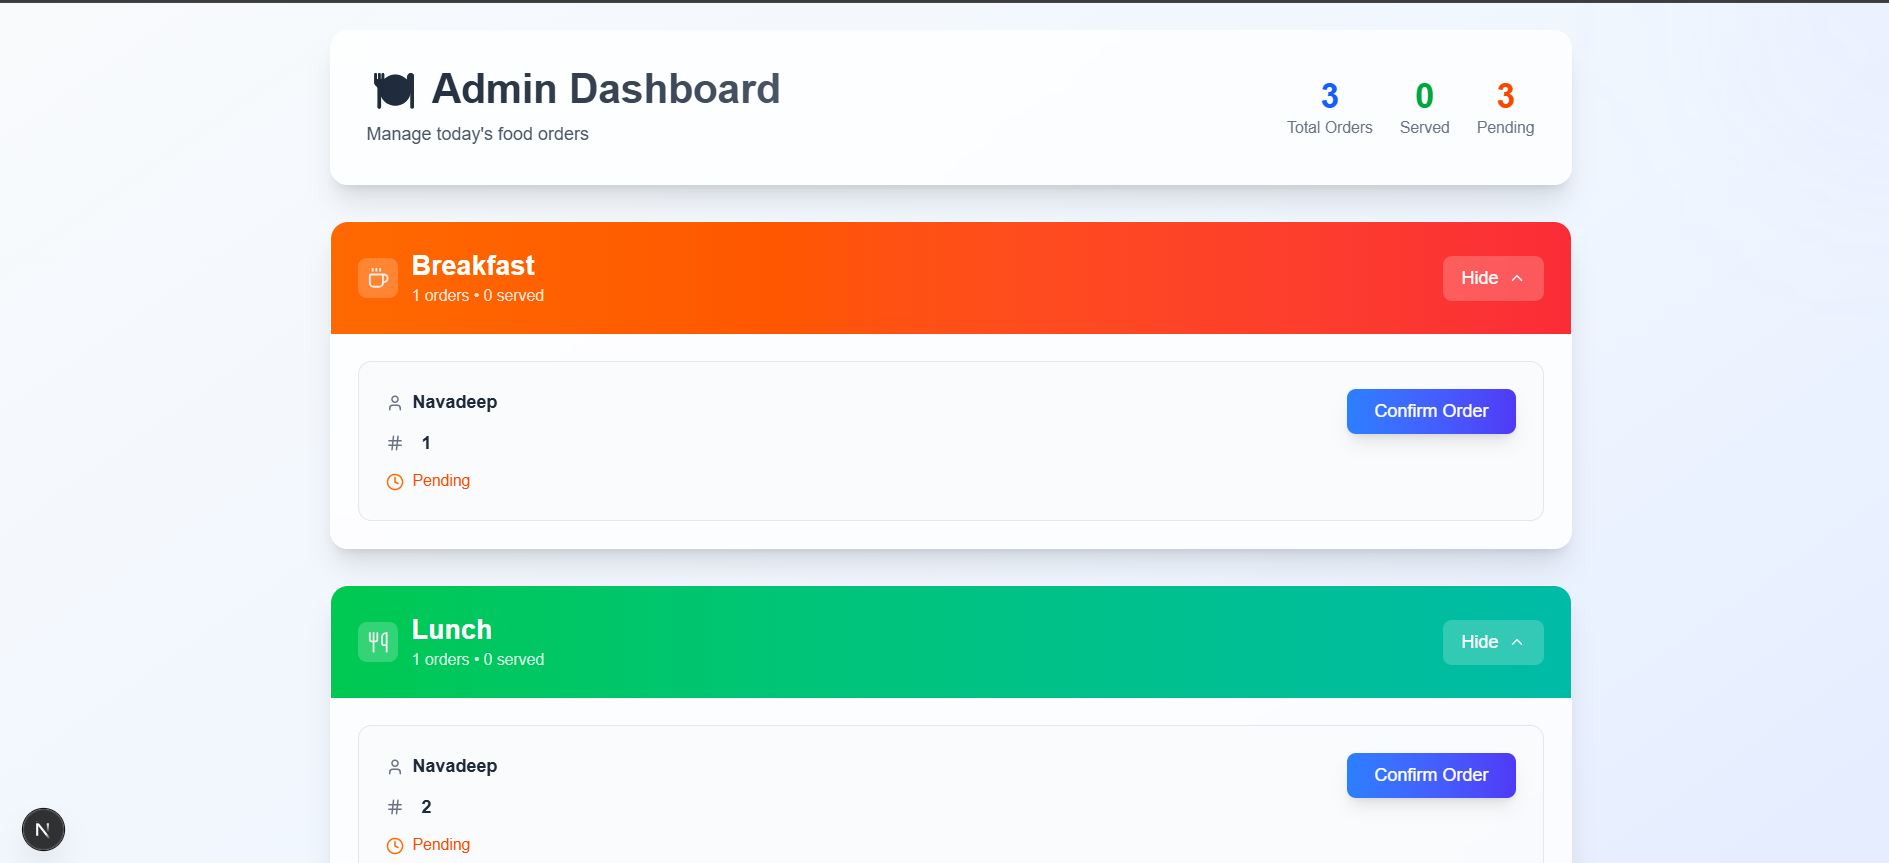 Admin Dashboard
Manage today's food orders
3 0 3
Total Orders Served Pending
Breakfast
1 orders • 0 served
Hide
Navadeep
Confirm Order
# 1
Pending
Lunch
1 orders • 0 served
Hide
Navadeep
Confirm Order
# 2
Pending
N